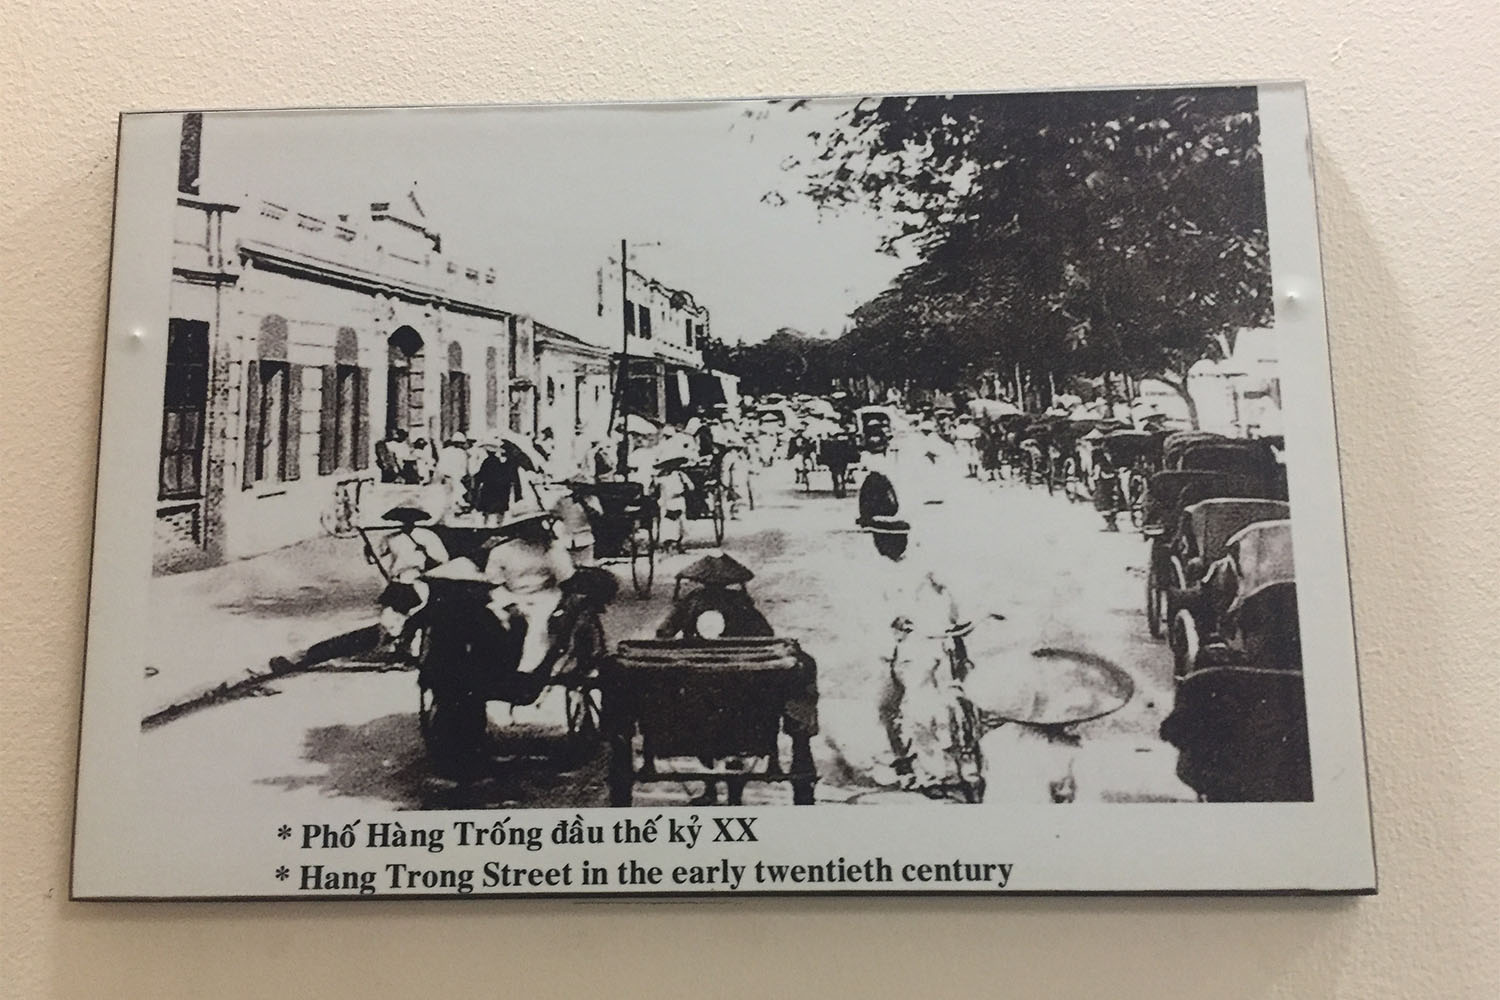 * Phố Hàng Trống đầu thế kỷ XX
* Hang Trong Street in the early twentieth century